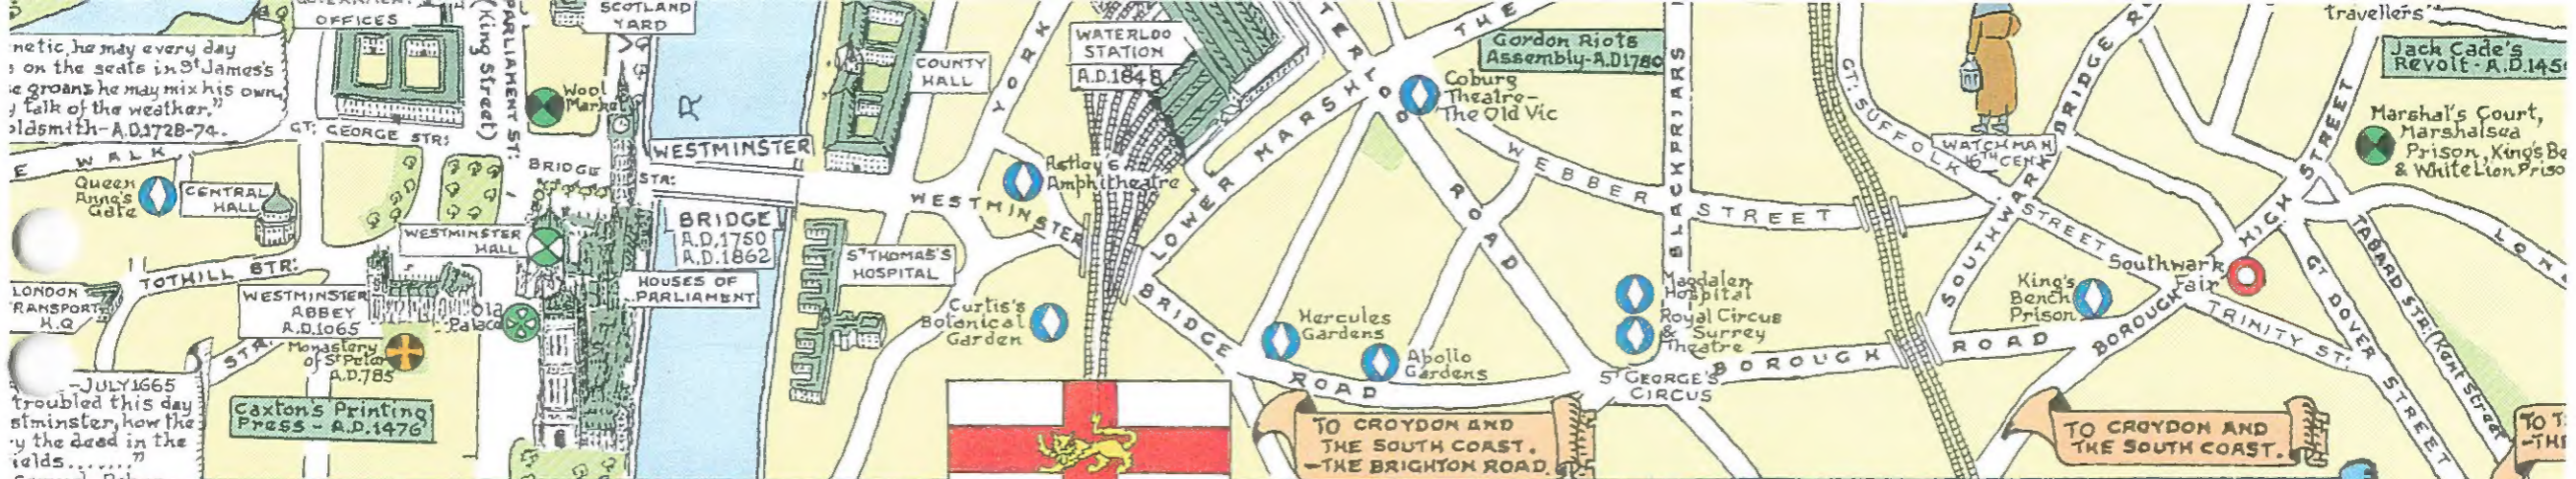 OFFICES
netic, he may every day
on the seats in St James's
e groans he may mix his own,
y talk of the weather."
oldsmith - A.D.1728-74.
PARLIAMENT ST:
(King Street)
SCOTLAND
YARD
Wool
Market
GT: GEORGE STR:
WALK
Queen
Anne's
Gate
CENTRAL
HALL
BRIDGE
STR:
WESTMINSTER
BRIDGE
A.D.1750
A.D.1862
R
COUNTY
HALL
YORK
WATERLOO
STATION
A.D.1848
Astley's
Amphitheatre
WESTMINSTER
BRIDGE
ROAD
LOWER MARSH
THE
Gordon Riots
Assembly-A.D1780
Coburg
Theatre-
The Old Vic
ROAD
WEBBER STREET
BLACKFRIARS
GT: SUFFOLK STREET
WATCHMAN
16TH CENT
SOUTHWARK BRIDGE
travellers'
Jack Cade's
Revolt - A.D.145
Marshal's Court,
Marshalsea
Prison, King's Be
& White Lion Priso
HIGH STREET
LON
TABARD STR:(Kent Street
GT DOVER STREET
TRINITY ST:
Southwark
Fair
King's
Bench
Prison
BOROUGH
BOROUGH ROAD
Magdalen
Hospital
Royal Circus
& Surrey
Theatre
ST GEORGE'S
CIRCUS
Hercules
Gardens
Apollo
Gardens
Curtis's
Botanical
Garden
ST THOMAS'S
HOSPITAL
HOUSES OF
PARLIAMENT
WESTMINSTER
HALL
TOTHILL STR:
LONDON
TRANSPORT
H.Q
WESTMINSTER
ABBEY
A.D.1065
Old
Palace
Monastery
of St Peter
A.D.785
STR:
-JULY 1665
troubled this day
stminster, how the
y the dead in the
ields......."
Caxton's Printing
Press - A.D.1476
TO CROYDON AND
THE SOUTH COAST.
-THE BRIGHTON ROAD.
TO CROYDON AND
THE SOUTH COAST.
TO T
-THE